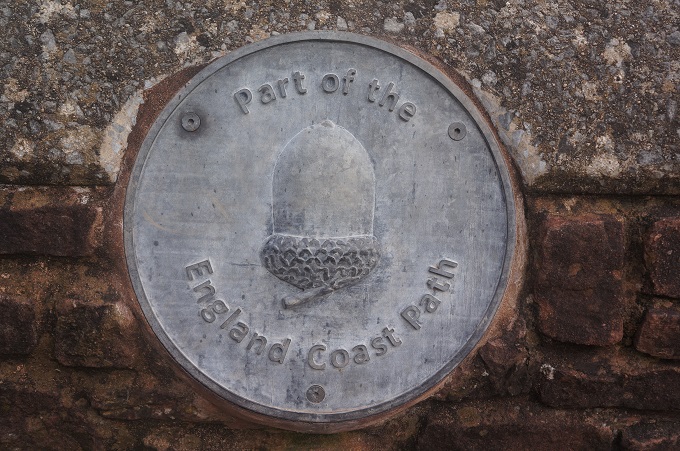 Part of the
England Coast Path